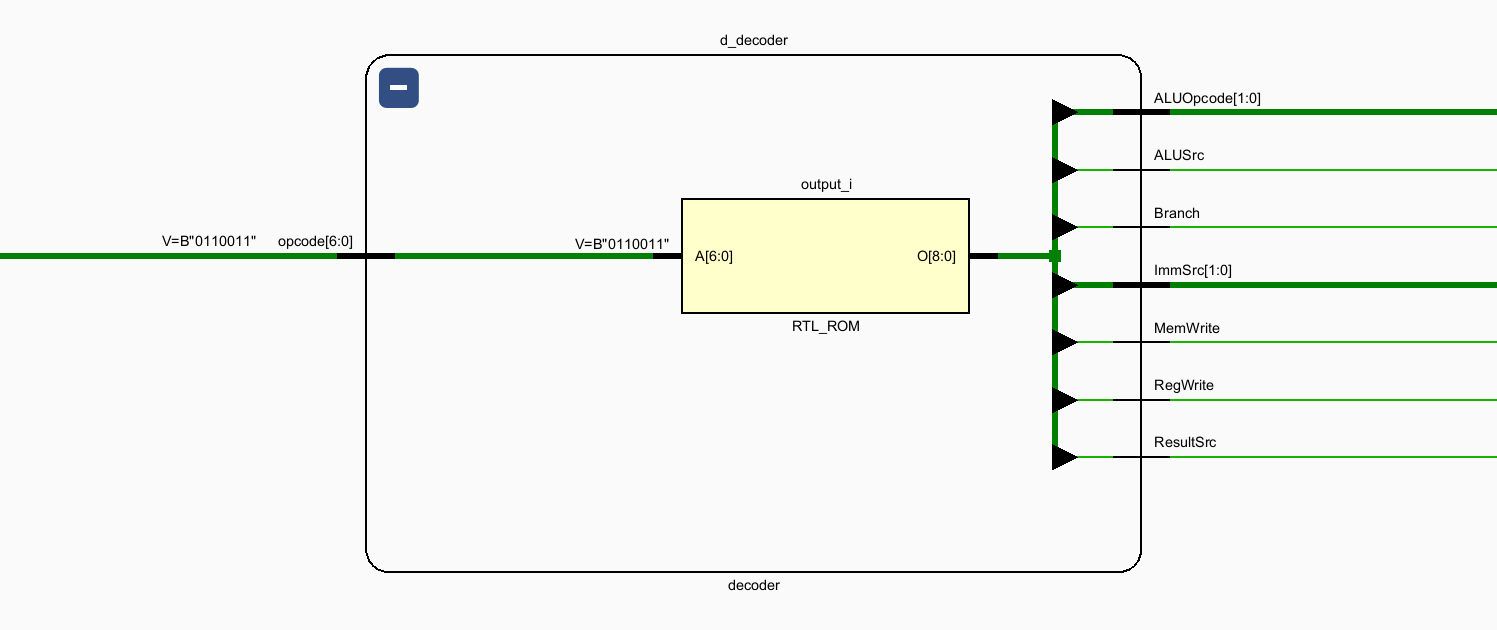 d_decoder
ALUOpcode[1:0]
ALUSrc
output_i
Branch
V=B"0110011" opcode[6:0] V=B"0110011"
A[6:0] O[8:0]
ImmSrc[1:0]
RTL_ROM
MemWrite
RegWrite
ResultSrc
decoder